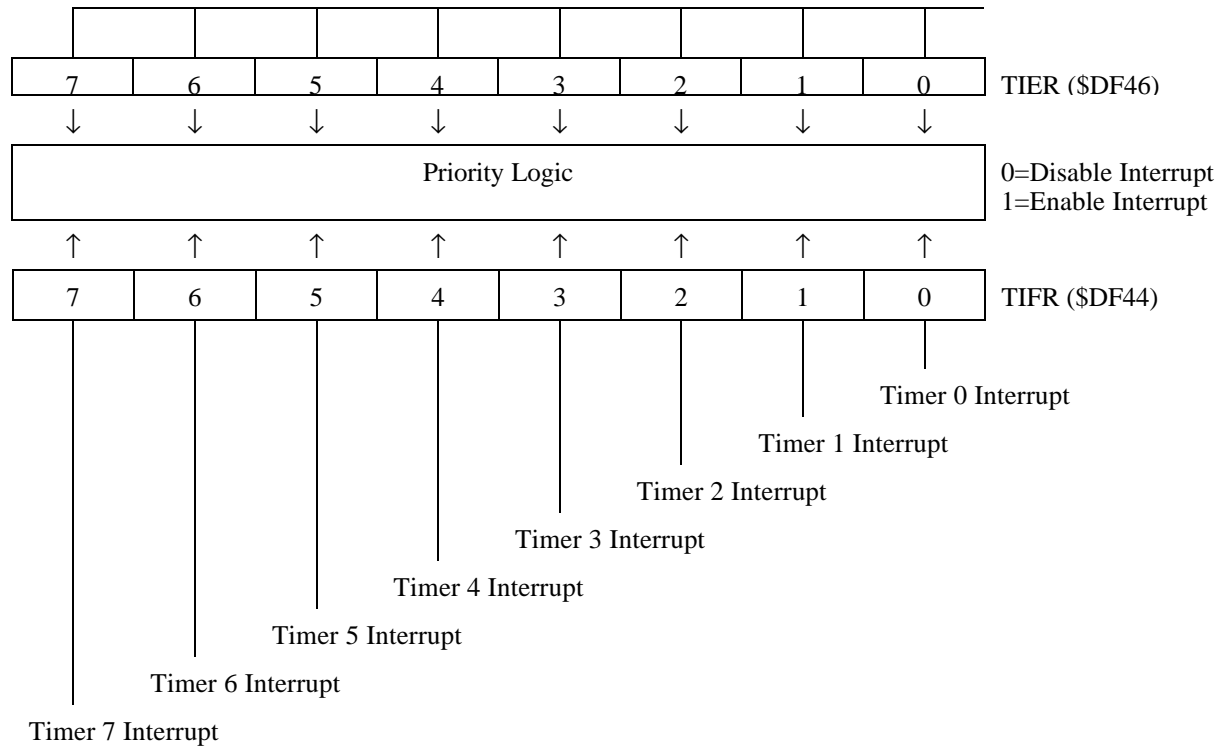 7 6 5 4 3 2 1 0 TIER ($DF46)
↓ ↓ ↓ ↓ ↓ ↓ ↓ ↓
Priority Logic
0=Disable Interrupt
1=Enable Interrupt
↑ ↑ ↑ ↑ ↑ ↑ ↑ ↑
7 6 5 4 3 2 1 0 TIFR ($DF44)
Timer 0 Interrupt
Timer 1 Interrupt
Timer 2 Interrupt
Timer 3 Interrupt
Timer 4 Interrupt
Timer 5 Interrupt
Timer 6 Interrupt
Timer 7 Interrupt